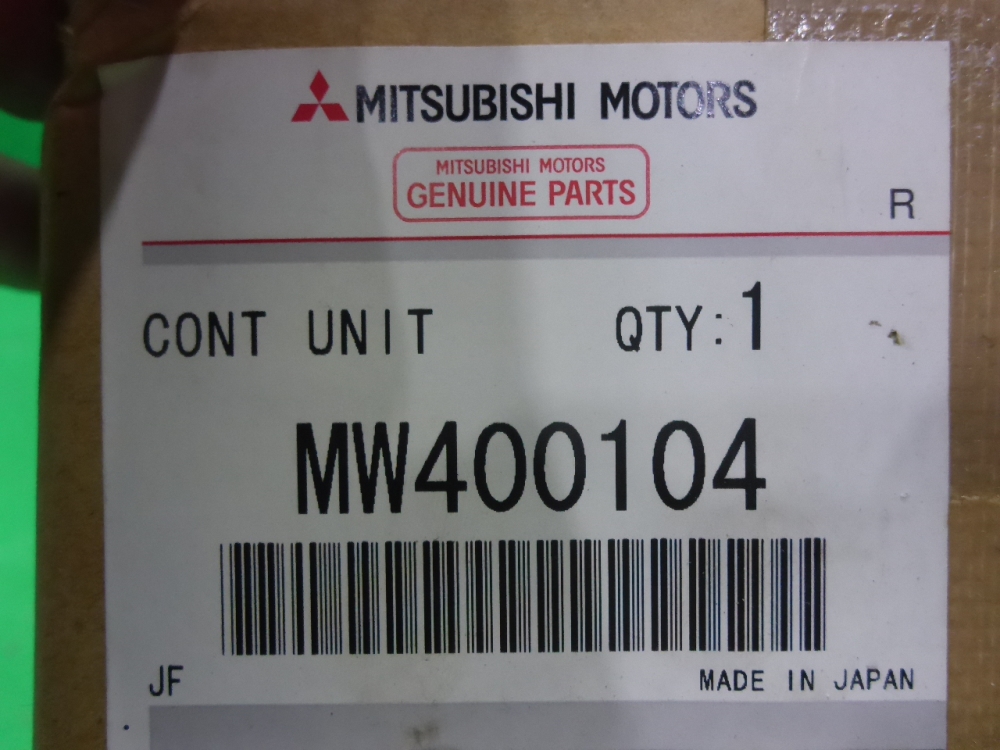 MITSUBISHI MOTORS
MITSUBISHI MOTORS
GENUINE PARTS
R
CONT UNIT QTY:1
MW400104
JF MADE IN JAPAN